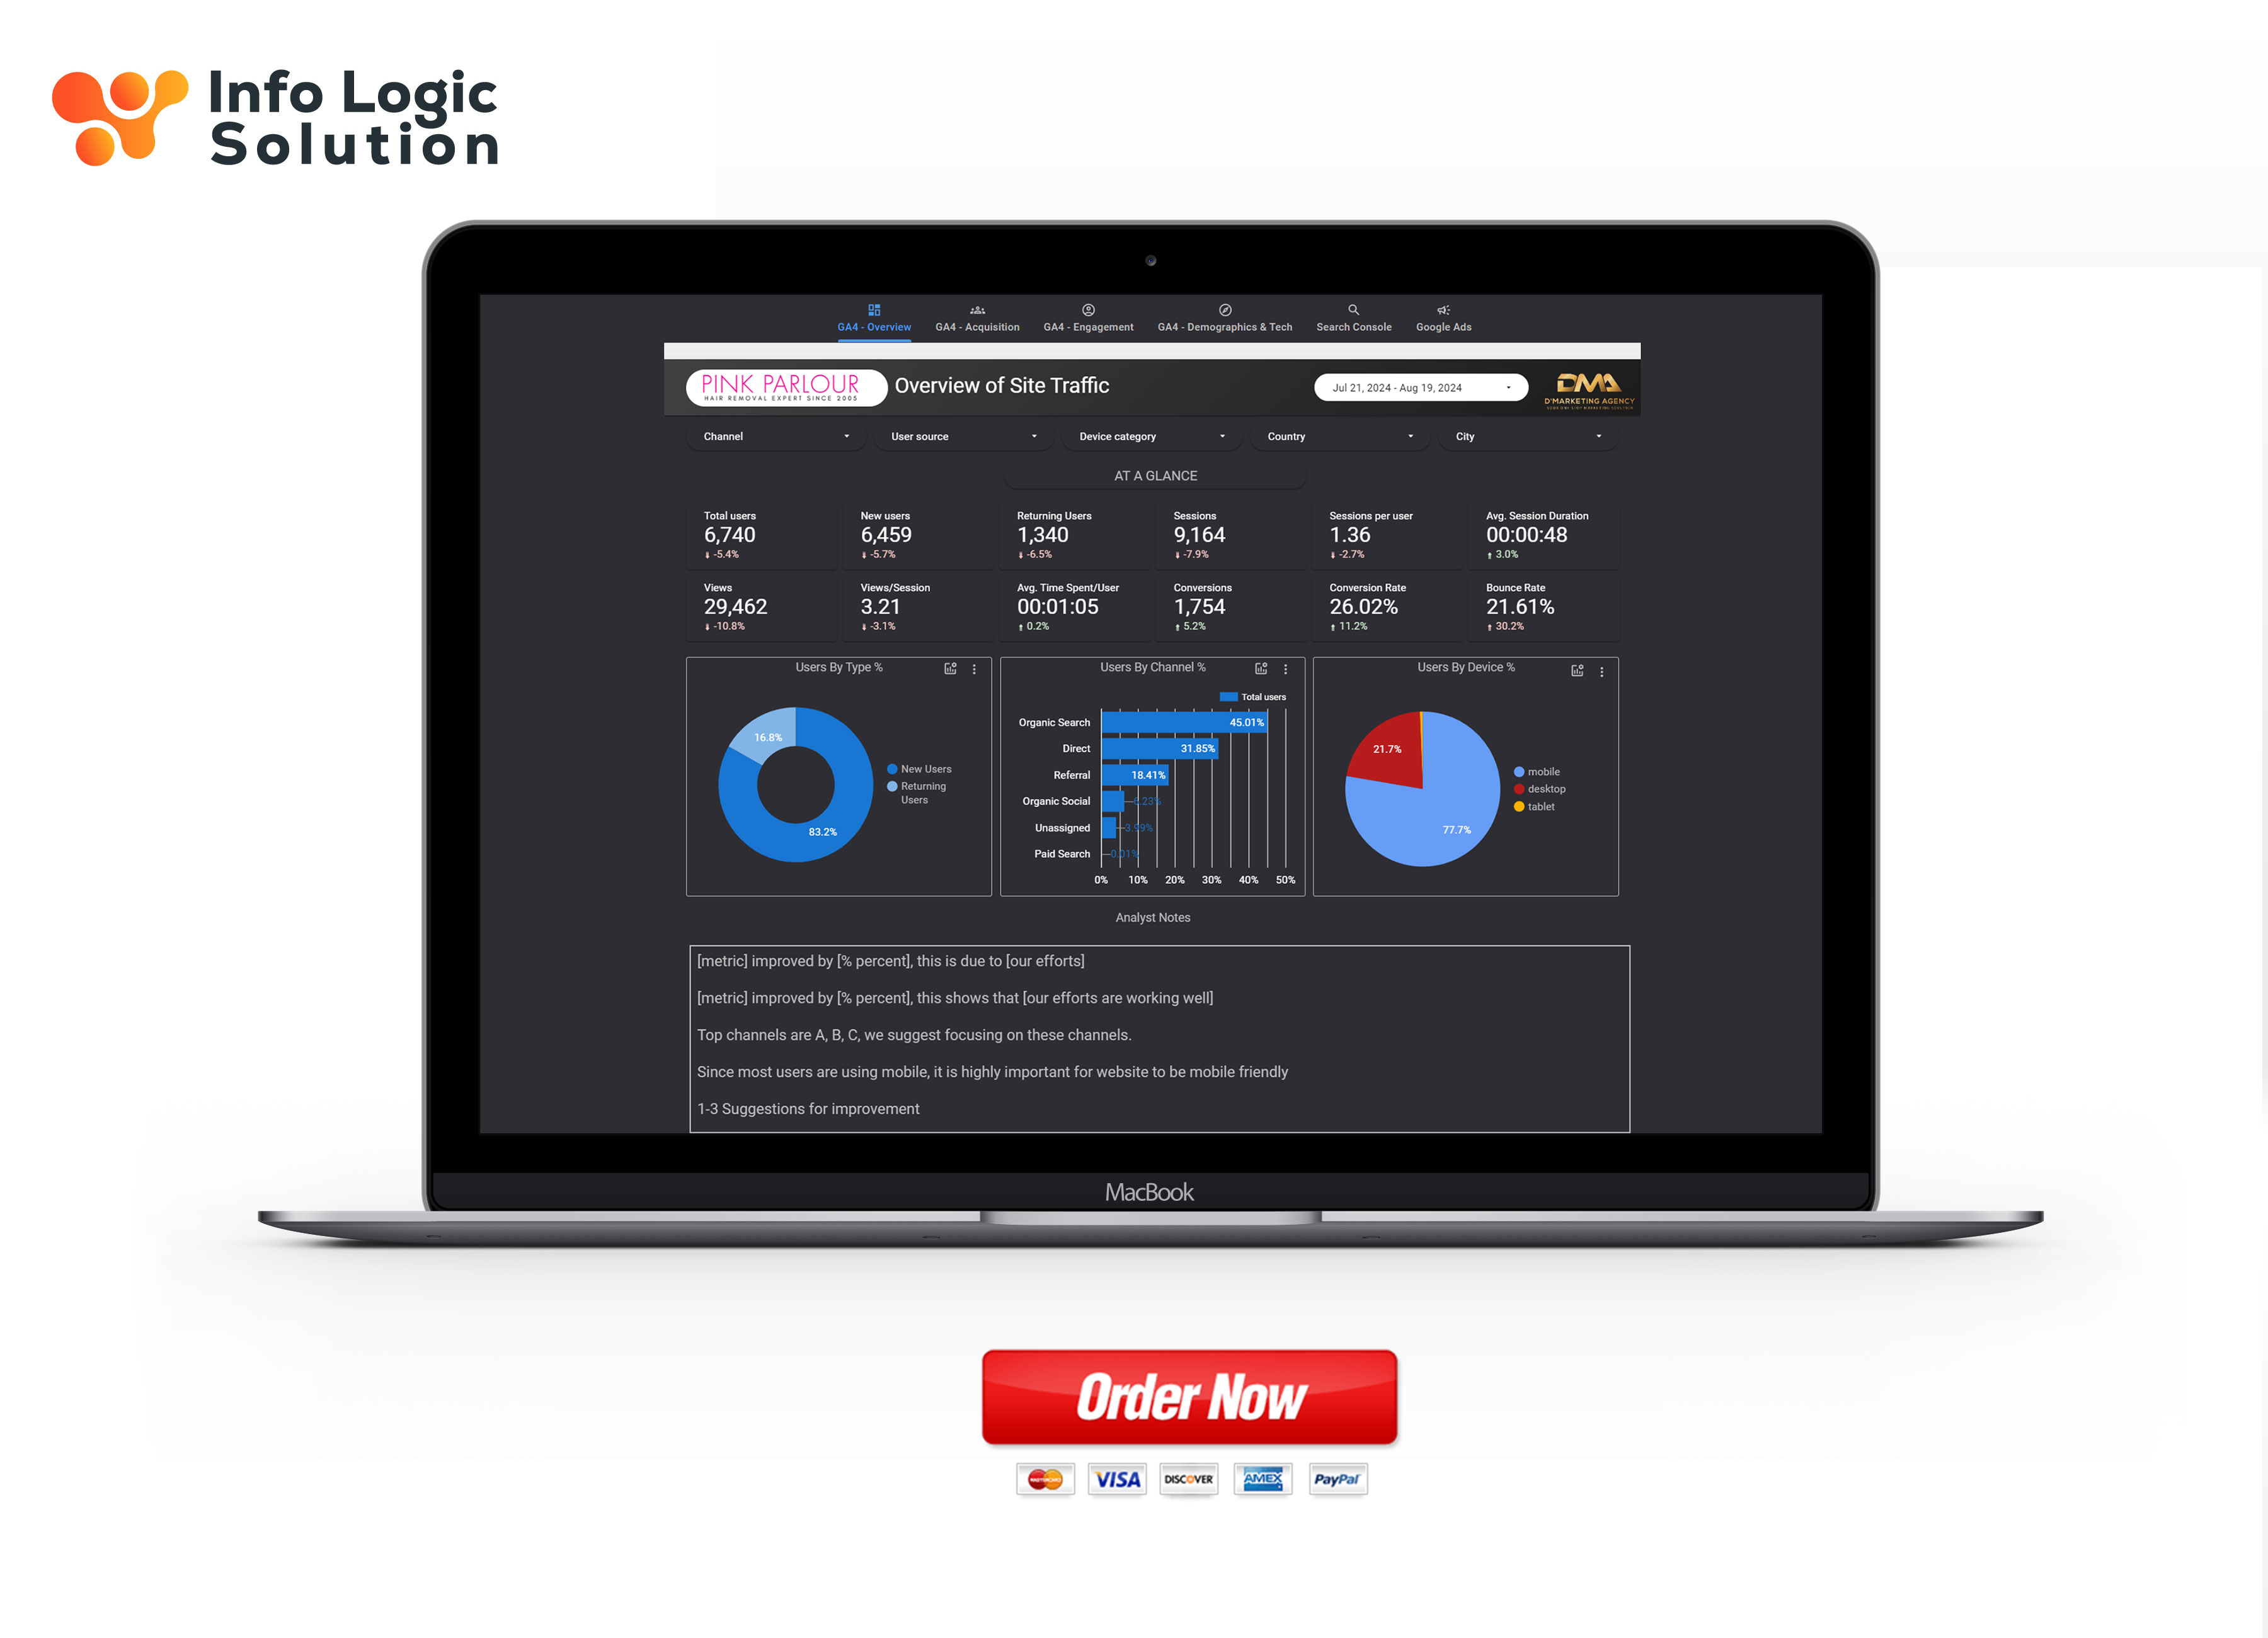 Info Logic
Solution
GA4 - Overview
GA4 - Acquisition
GA4 - Engagement
GA4 - Demographics & Tech
Search Console
Google Ads
PINK PARLOUR
HAIR REMOVAL EXPERT SINCE 2005
Overview of Site Traffic
Jul 21, 2024 - Aug 19, 2024
DMA
D'MARKETING AGENCY
Channel
User source
Device category
Country
City
AT A GLANCE
Total users
6,740
-5.4%
New users
6,459
-5.7%
Returning Users
1,340
-6.5%
Sessions
9,164
-7.9%
Sessions per user
1.36
-2.7%
Avg. Session Duration
00:00:48
3.0%
Views
29,462
-10.8%
Views/Session
3.21
-3.1%
Avg. Time Spent/User
00:01:05
0.2%
Conversions
1,754
5.2%
Conversion Rate
26.02%
11.2%
Bounce Rate
21.61%
30.2%
Users By Type %
16.8%
83.2%
New Users
Returning
Users
Users By Channel %
Total users
Organic Search
45.01%
Direct
31.85%
Referral
18.41%
Organic Social
Unassigned
3.99%
Paid Search
0.01%
0%
10%
20%
30%
40%
50%
Users By Device %
21.7%
77.7%
mobile
desktop
tablet
Analyst Notes
[metric] improved by [% percent], this is due to [our efforts]
[metric] improved by [% percent], this shows that [our efforts are working well]
Top channels are A, B, C, we suggest focusing on these channels.
Since most users are using mobile, it is highly important for website to be mobile friendly
1-3 Suggestions for improvement
MacBook
Order Now
MASTERCARD
VISA
DISCOVER
AMEX
PayPal